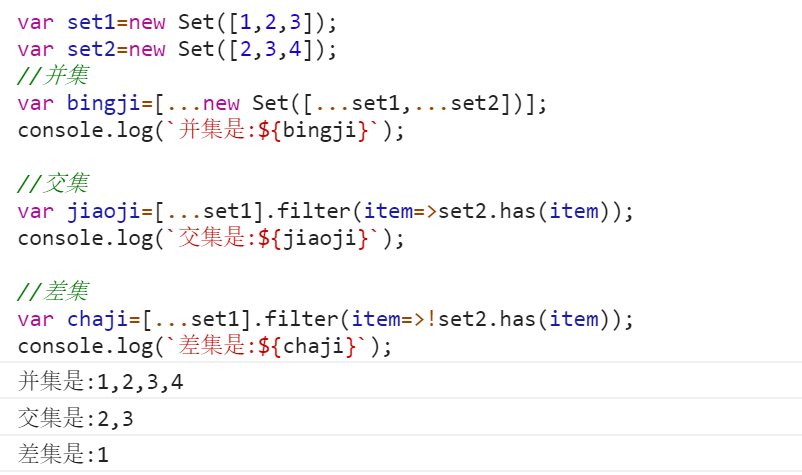 var set1=new Set([1,2,3]);
var set2=new Set([2,3,4]);
//并集
var bingji=[...new Set([...set1,...set2])];
console.log(`并集是:${bingji}`);
//交集
var jiaoji=[...set1].filter(item=>set2.has(item));
console.log(`交集是:${jiaoji}`);
//差集
var chaji=[...set1].filter(item=>!set2.has(item));
console.log(`差集是:${chaji}`);
并集是:1,2,3,4
交集是:2,3
差集是:1